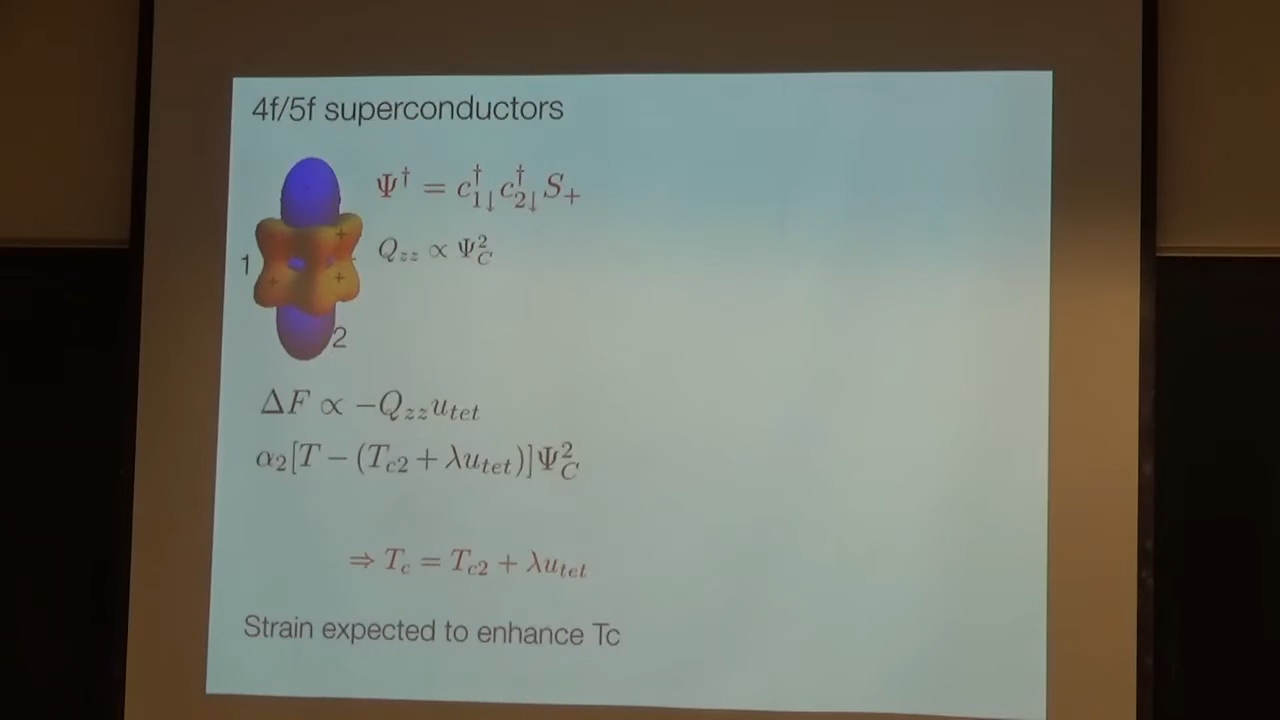 4f/5f superconductors
Ψ† = c†1↓ c†2↓ S+
+
Qzz ∝ Ψ²C
1
+
+
2
ΔF ∝ −Qzz utet
α2[T − (Tc2 + λutet)]Ψ²C
⇒ Tc = Tc2 + λutet
Strain expected to enhance Tc